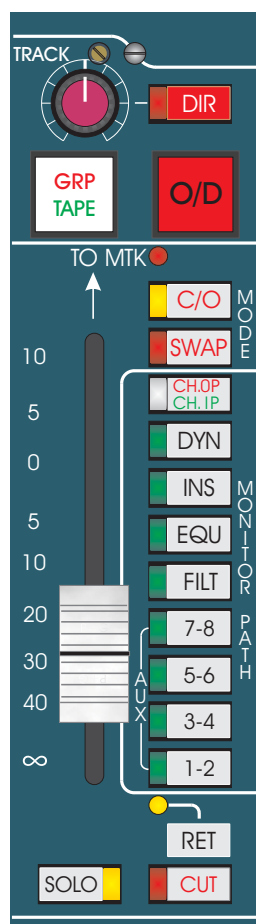 TRACK
DIR
GRP
TAPE
O/D
TO MTK
C/O
MODE
SWAP
10
CH.OP
CH.IP
5
DYN
0
INS
MONITOR PATH
5
EQU
10
FILT
20
7-8
30
5-6
AUX
40
3-4
∞
1-2
RET
SOLO
CUT